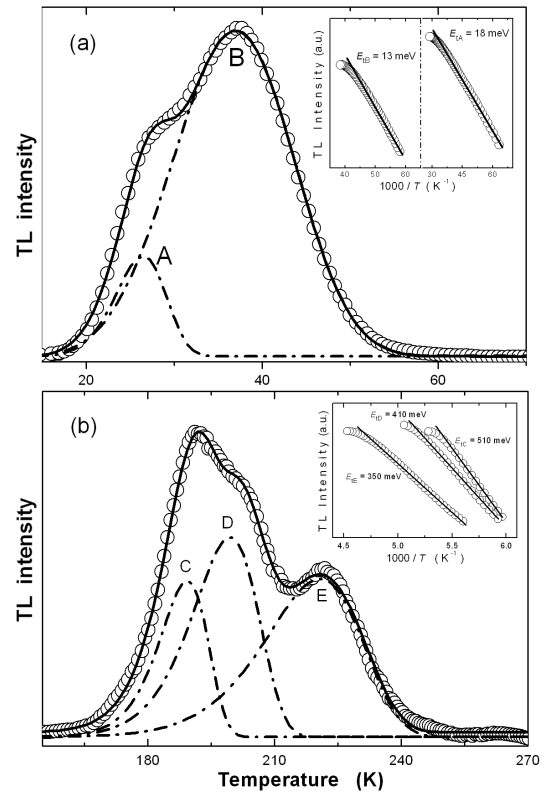 (a)
B
A
TL intensity
20
40
60
E_tB = 13 meV
E_tA = 18 meV
TL Intensity (a.u.)
40
50
60
30
45
60
1000 / T ( K⁻¹)
(b)
C
D
E
TL intensity
180
210
240
270
Temperature (K)
E_tD = 410 meV
E_tC = 510 meV
E_tE = 350 meV
TL Intensity (a.u.)
4.5
5.0
5.5
6.0
1000 / T ( K⁻¹)